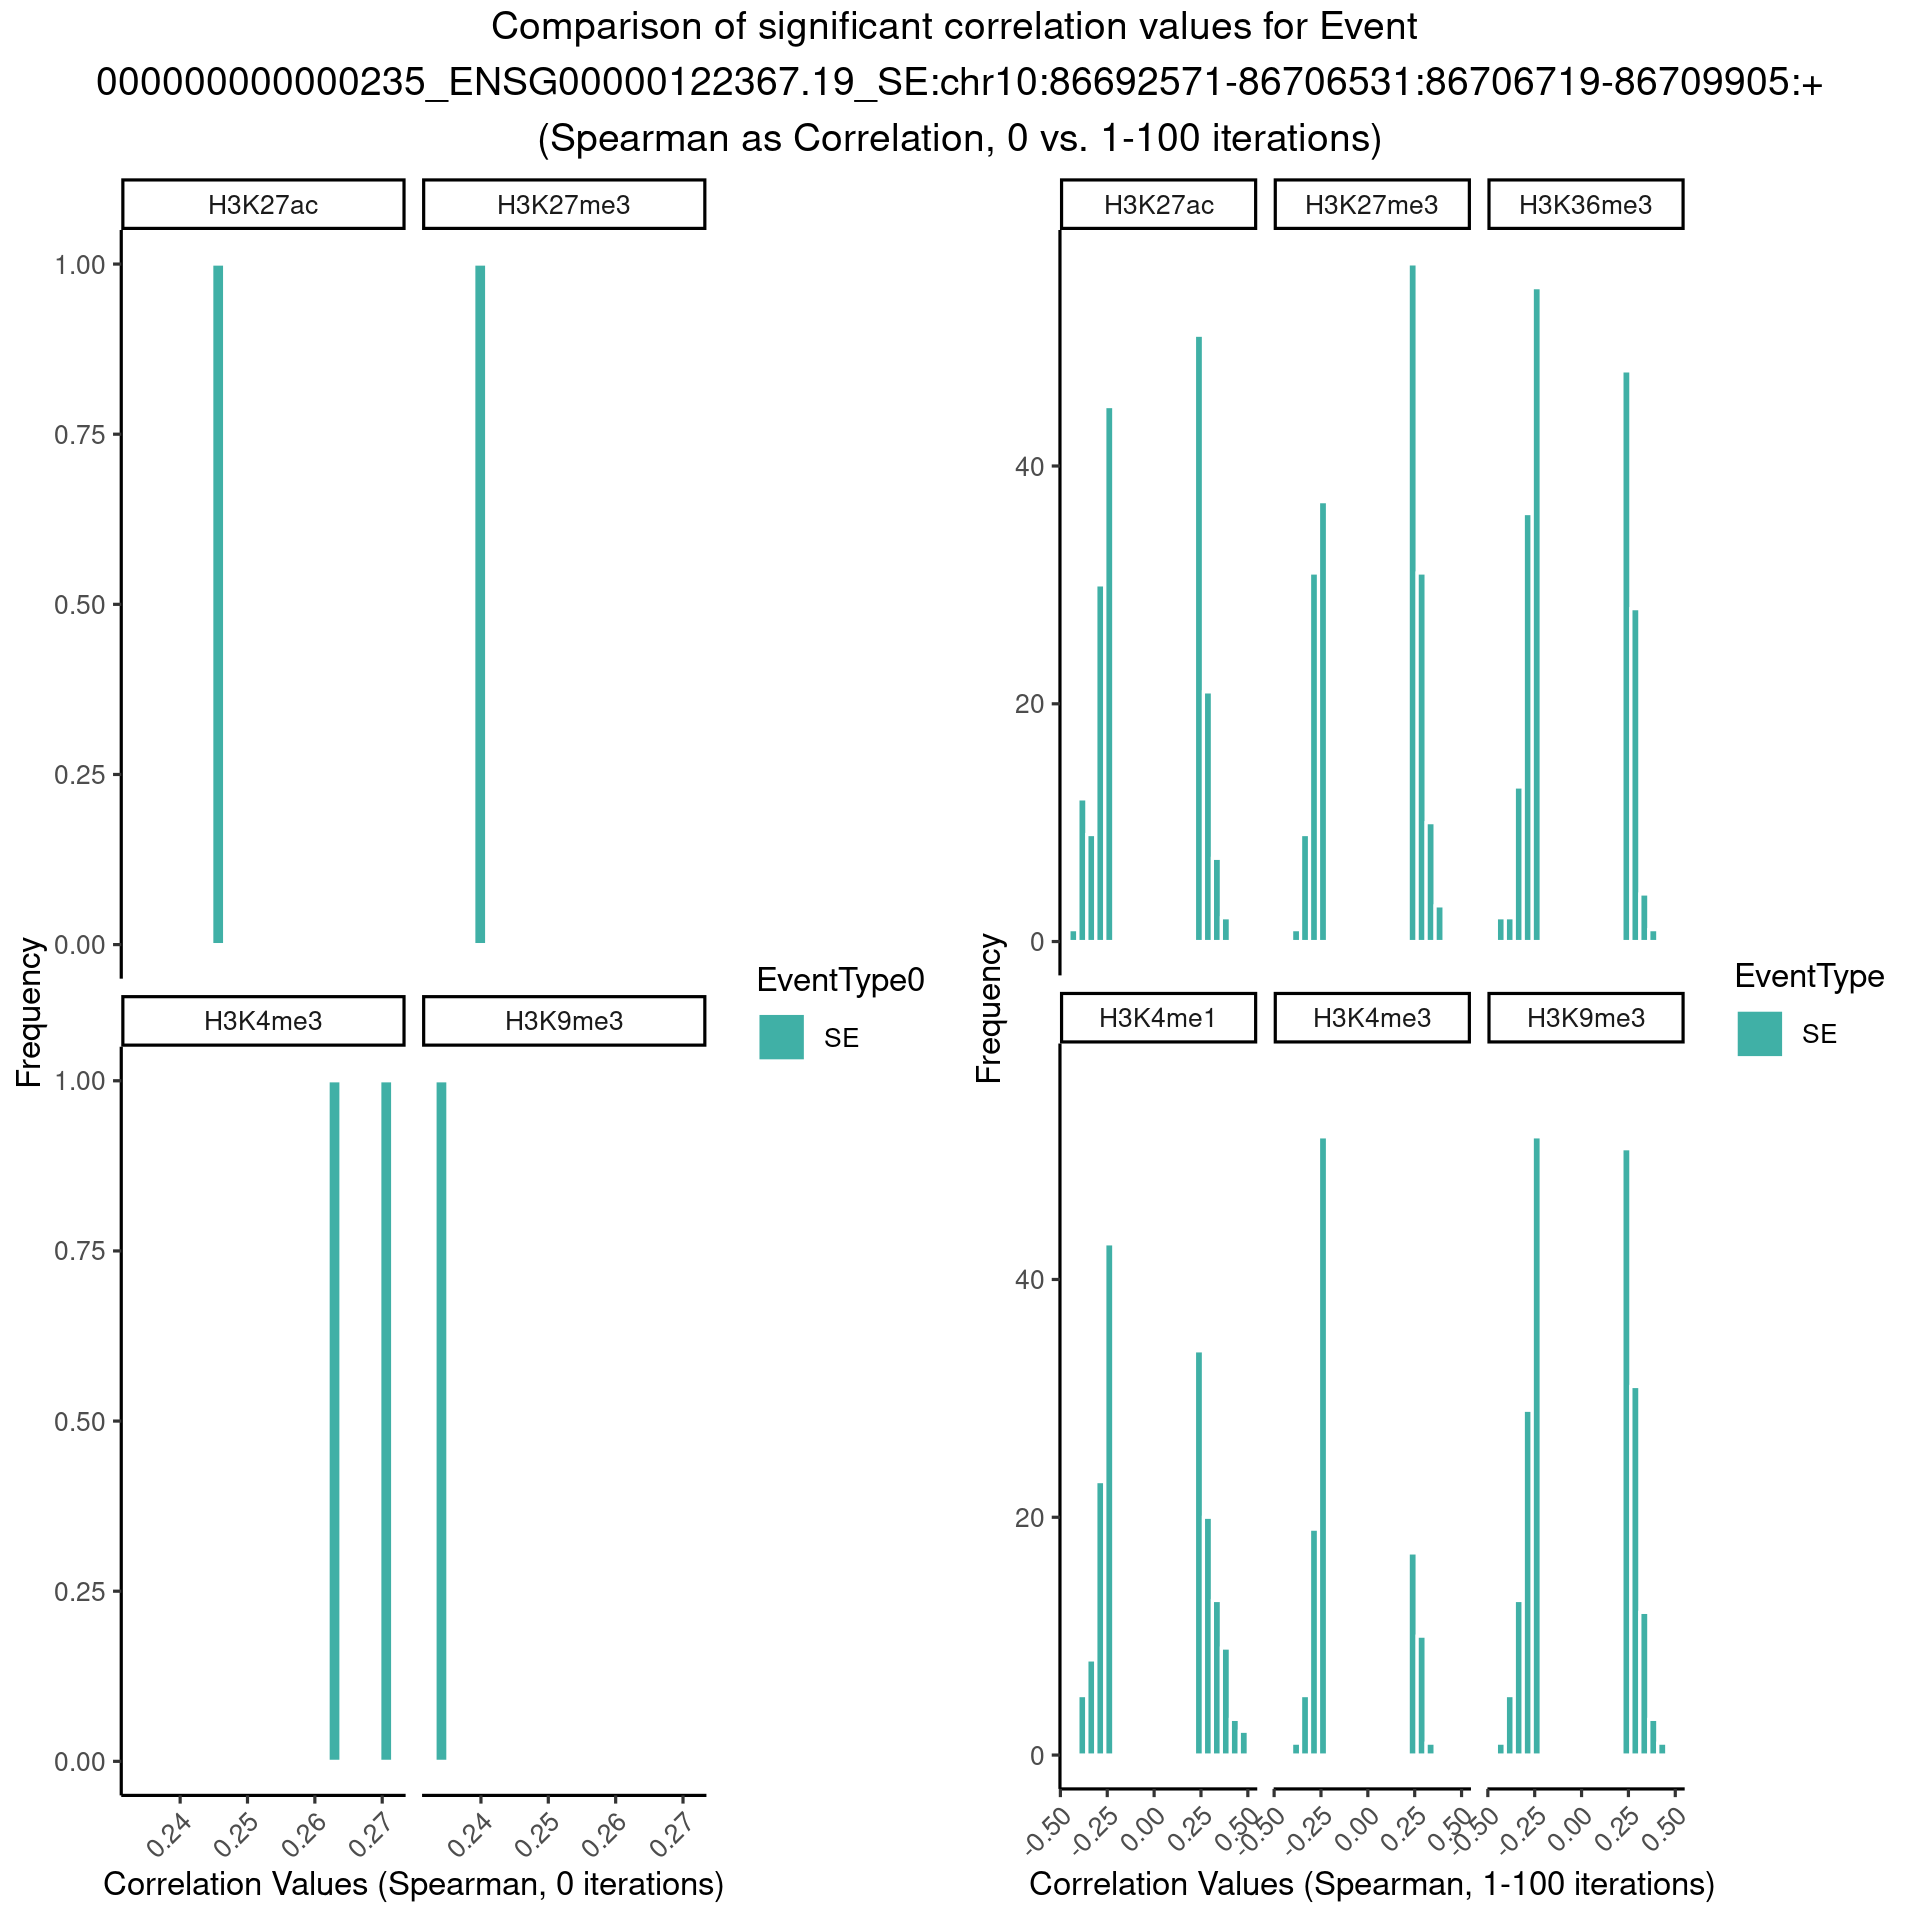 Comparison of significant correlation values for Event
000000000000235_ENSG00000122367.19_SE:chr10:86692571-86706531:86706719-86709905:+
(Spearman as Correlation, 0 vs. 1-100 iterations)
H3K27ac
H3K27me3
1.00
0.75
0.50
0.25
0.00
H3K4me3
H3K9me3
1.00
0.75
0.50
0.25
0.00
Frequency
0.24
0.25
0.26
0.27
0.24
0.25
0.26
0.27
Correlation Values (Spearman, 0 iterations)
EventType0
SE
H3K27ac
H3K27me3
H3K36me3
40
20
0
H3K4me1
H3K4me3
H3K9me3
40
20
0
Frequency
-0.50
-0.25
0.00
0.25
0.50
-0.50
-0.25
0.00
0.25
0.50
-0.50
-0.25
0.00
0.25
0.50
Correlation Values (Spearman, 1-100 iterations)
EventType
SE